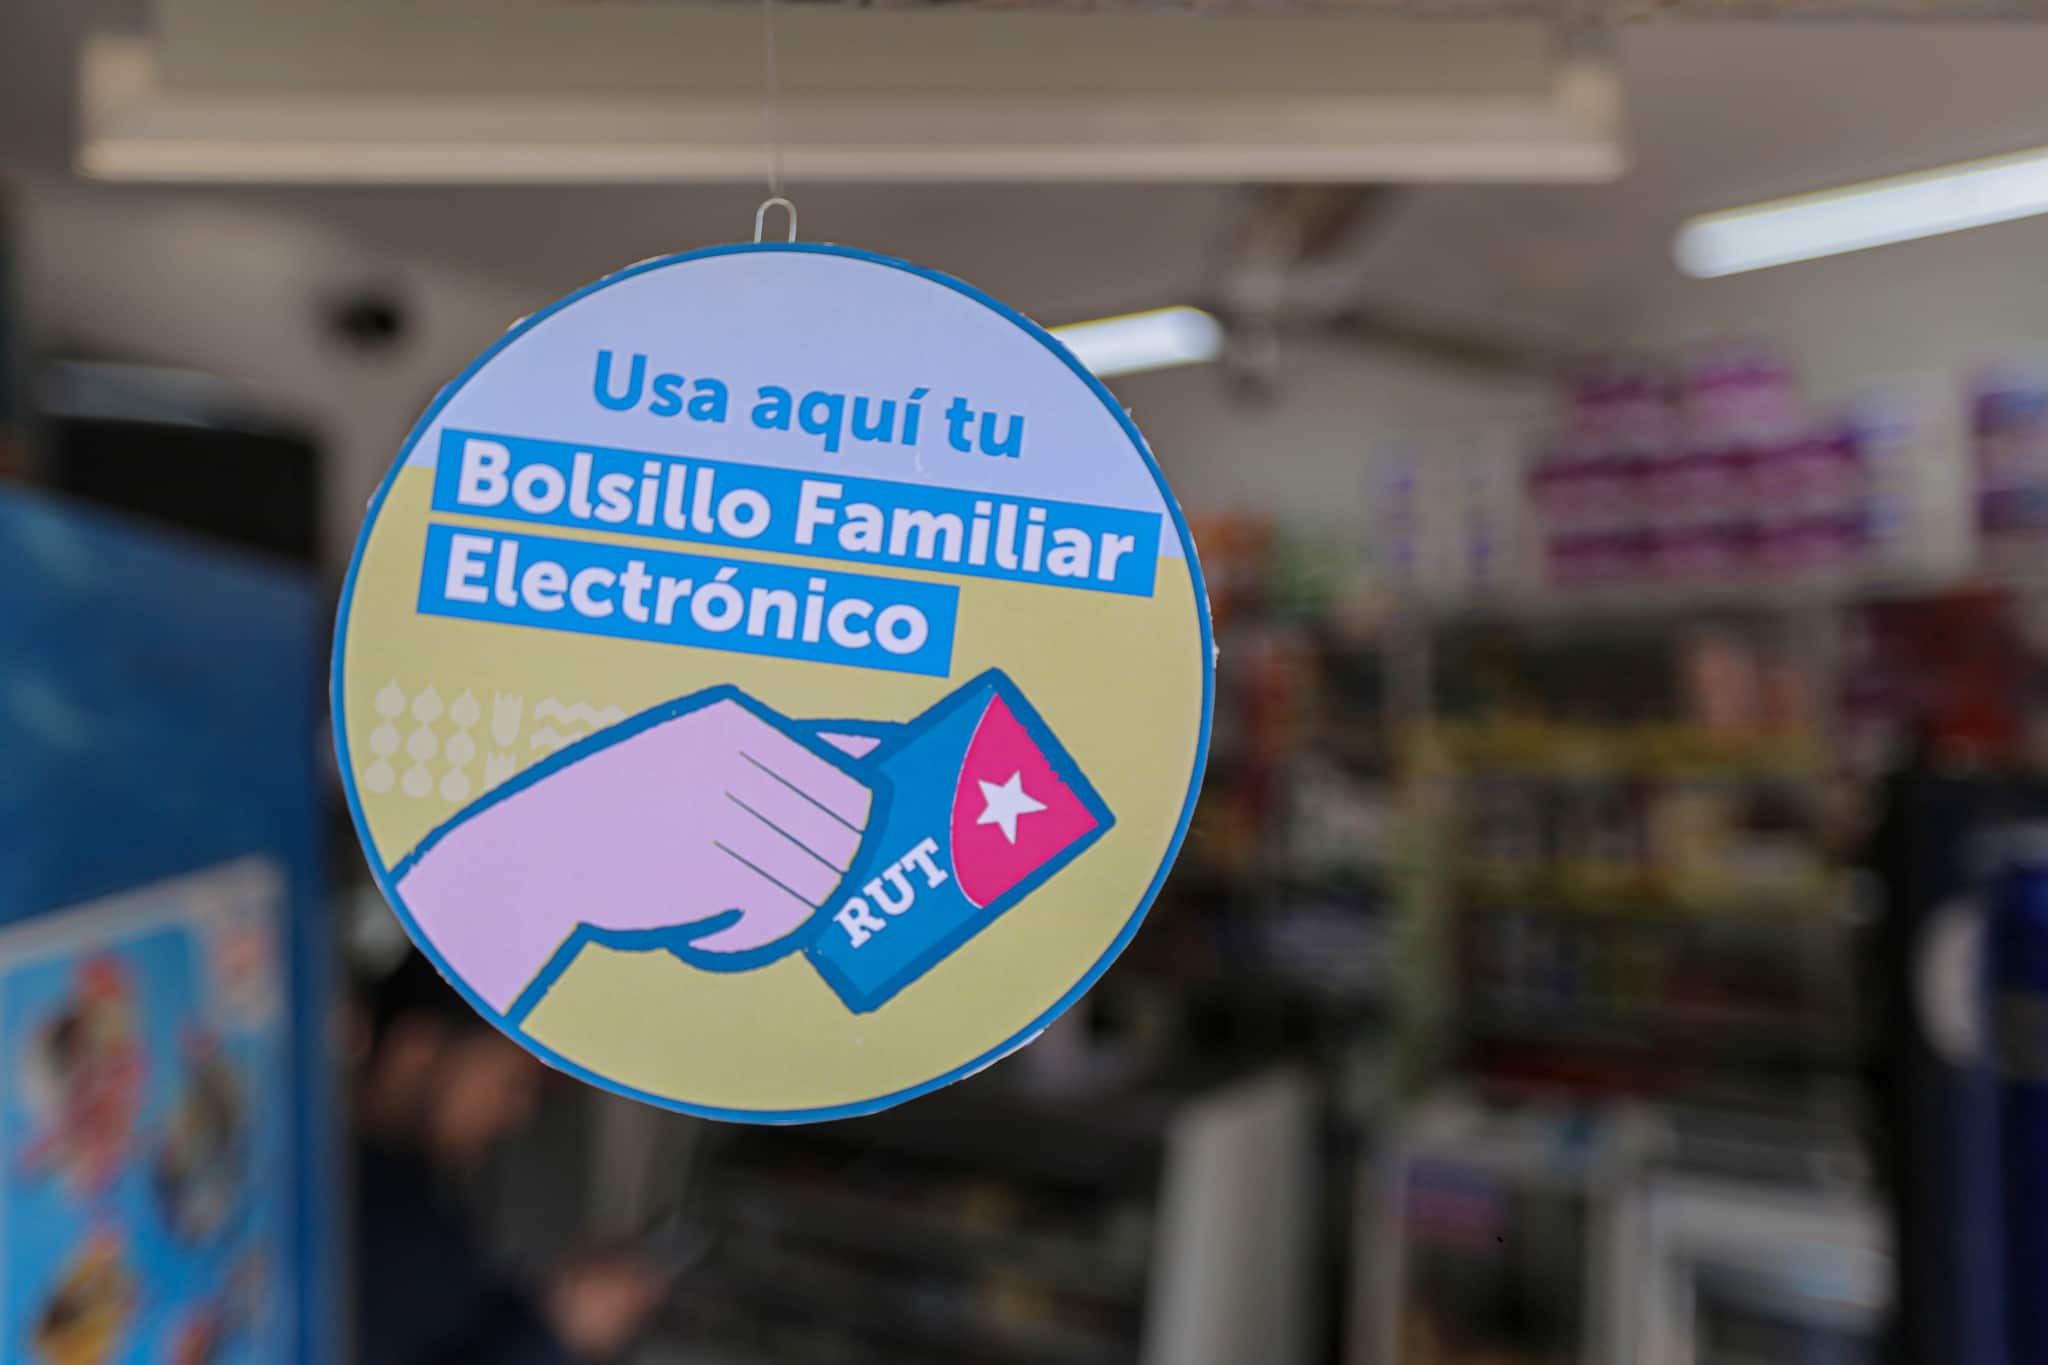 Usa aquí tu
Bolsillo Familiar
Electrónico
RUT